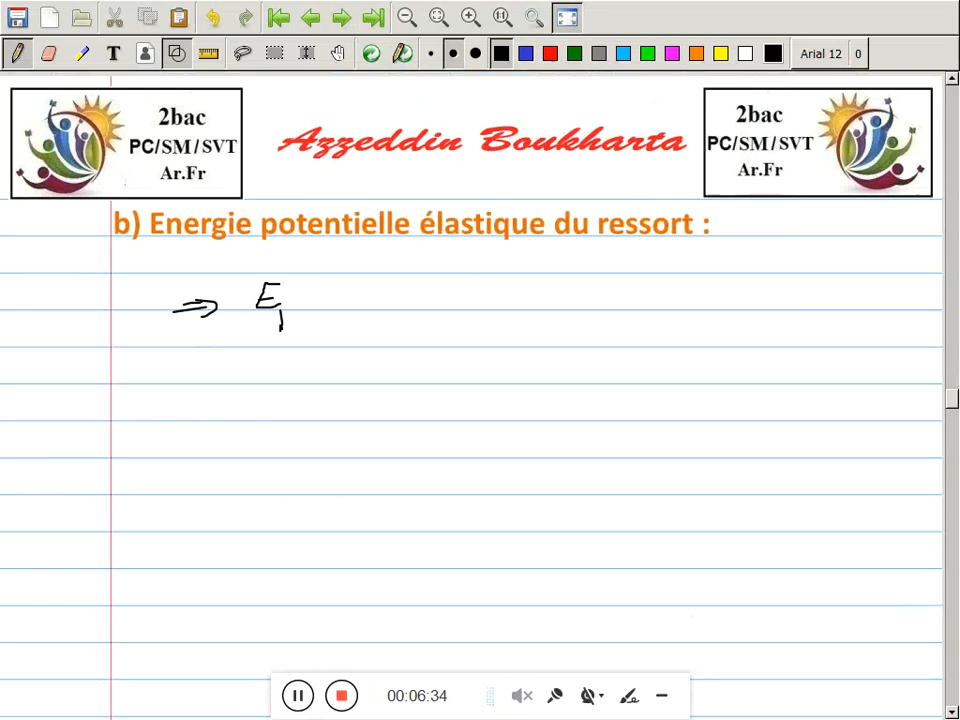 Arial 12 0
2bac
PC/SM/SVT
Ar.Fr
Azzeddin Boukharta
2bac
PC/SM/SVT
Ar.Fr
b) Energie potentielle élastique du ressort :
⇒ E
00:06:34